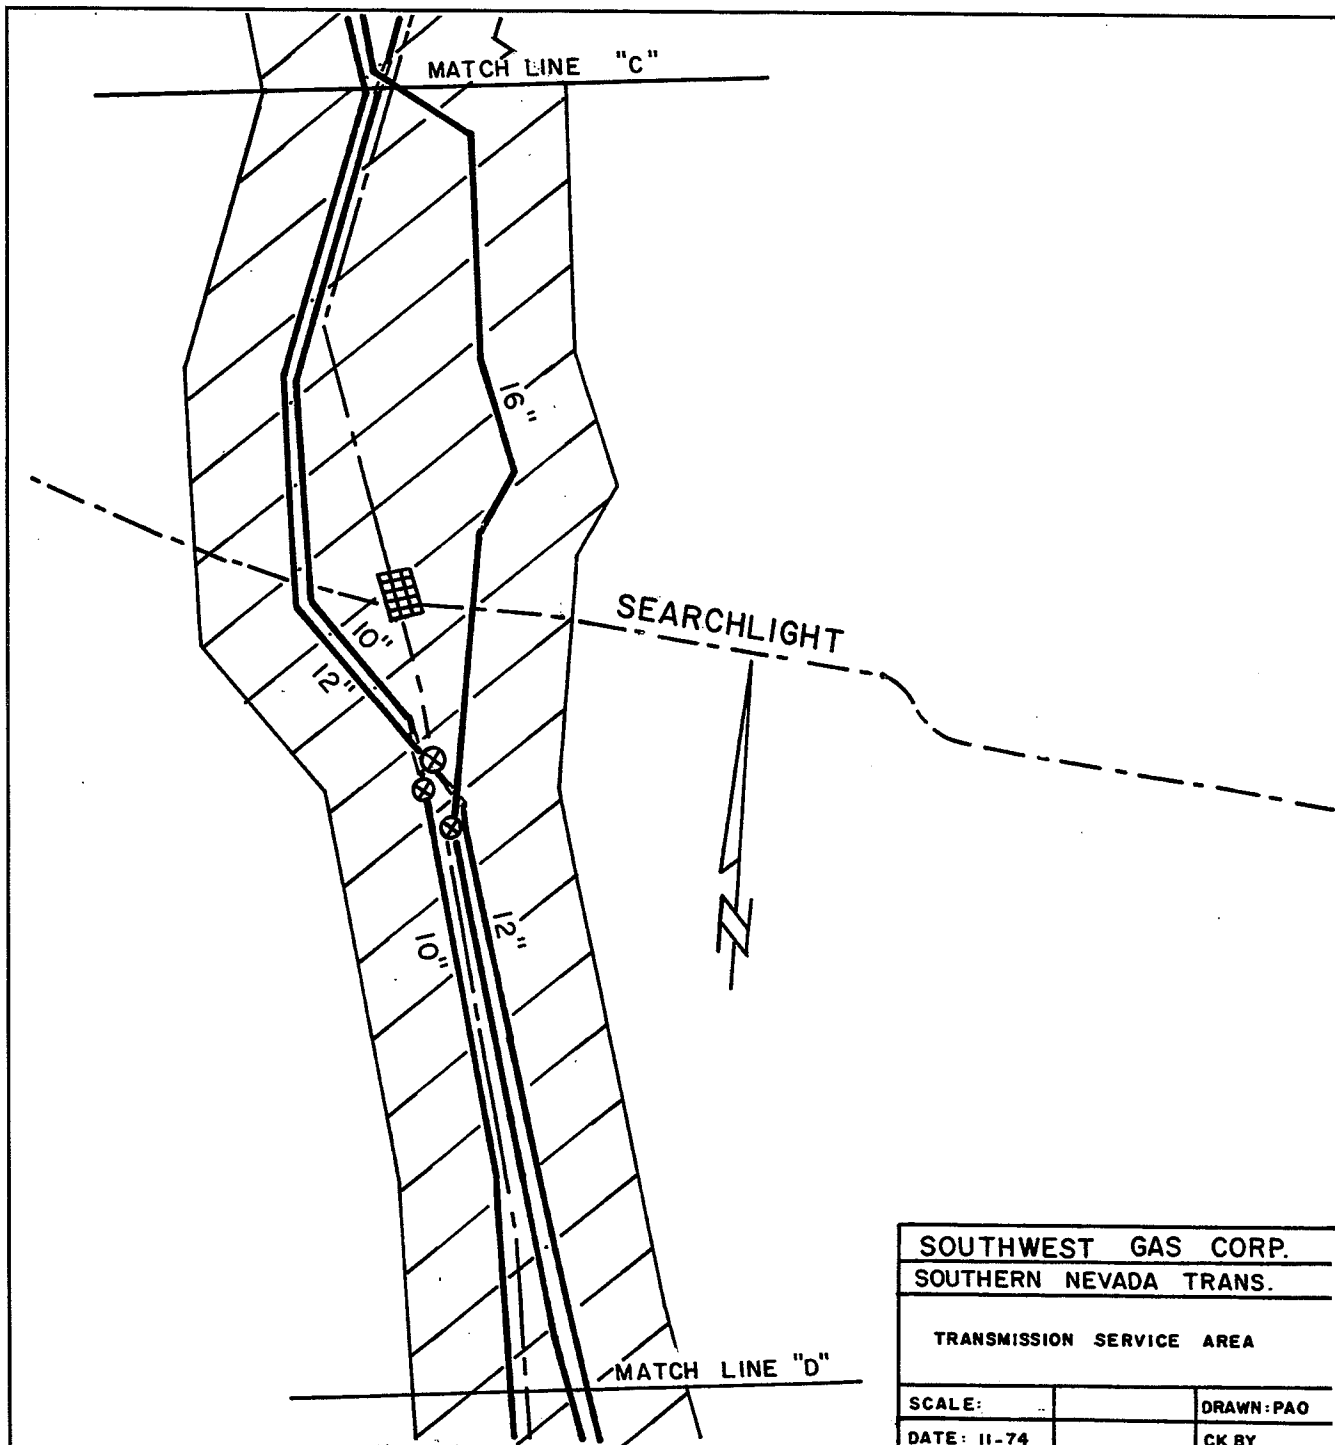 MATCH LINE "C"
16"
SEARCHLIGHT
10"
12"
12"
10"
MATCH LINE "D"
SOUTHWEST GAS CORP.
SOUTHERN NEVADA TRANS.
TRANSMISSION SERVICE AREA
SCALE:
DRAWN: PAO
DATE: 11-74
CK BY